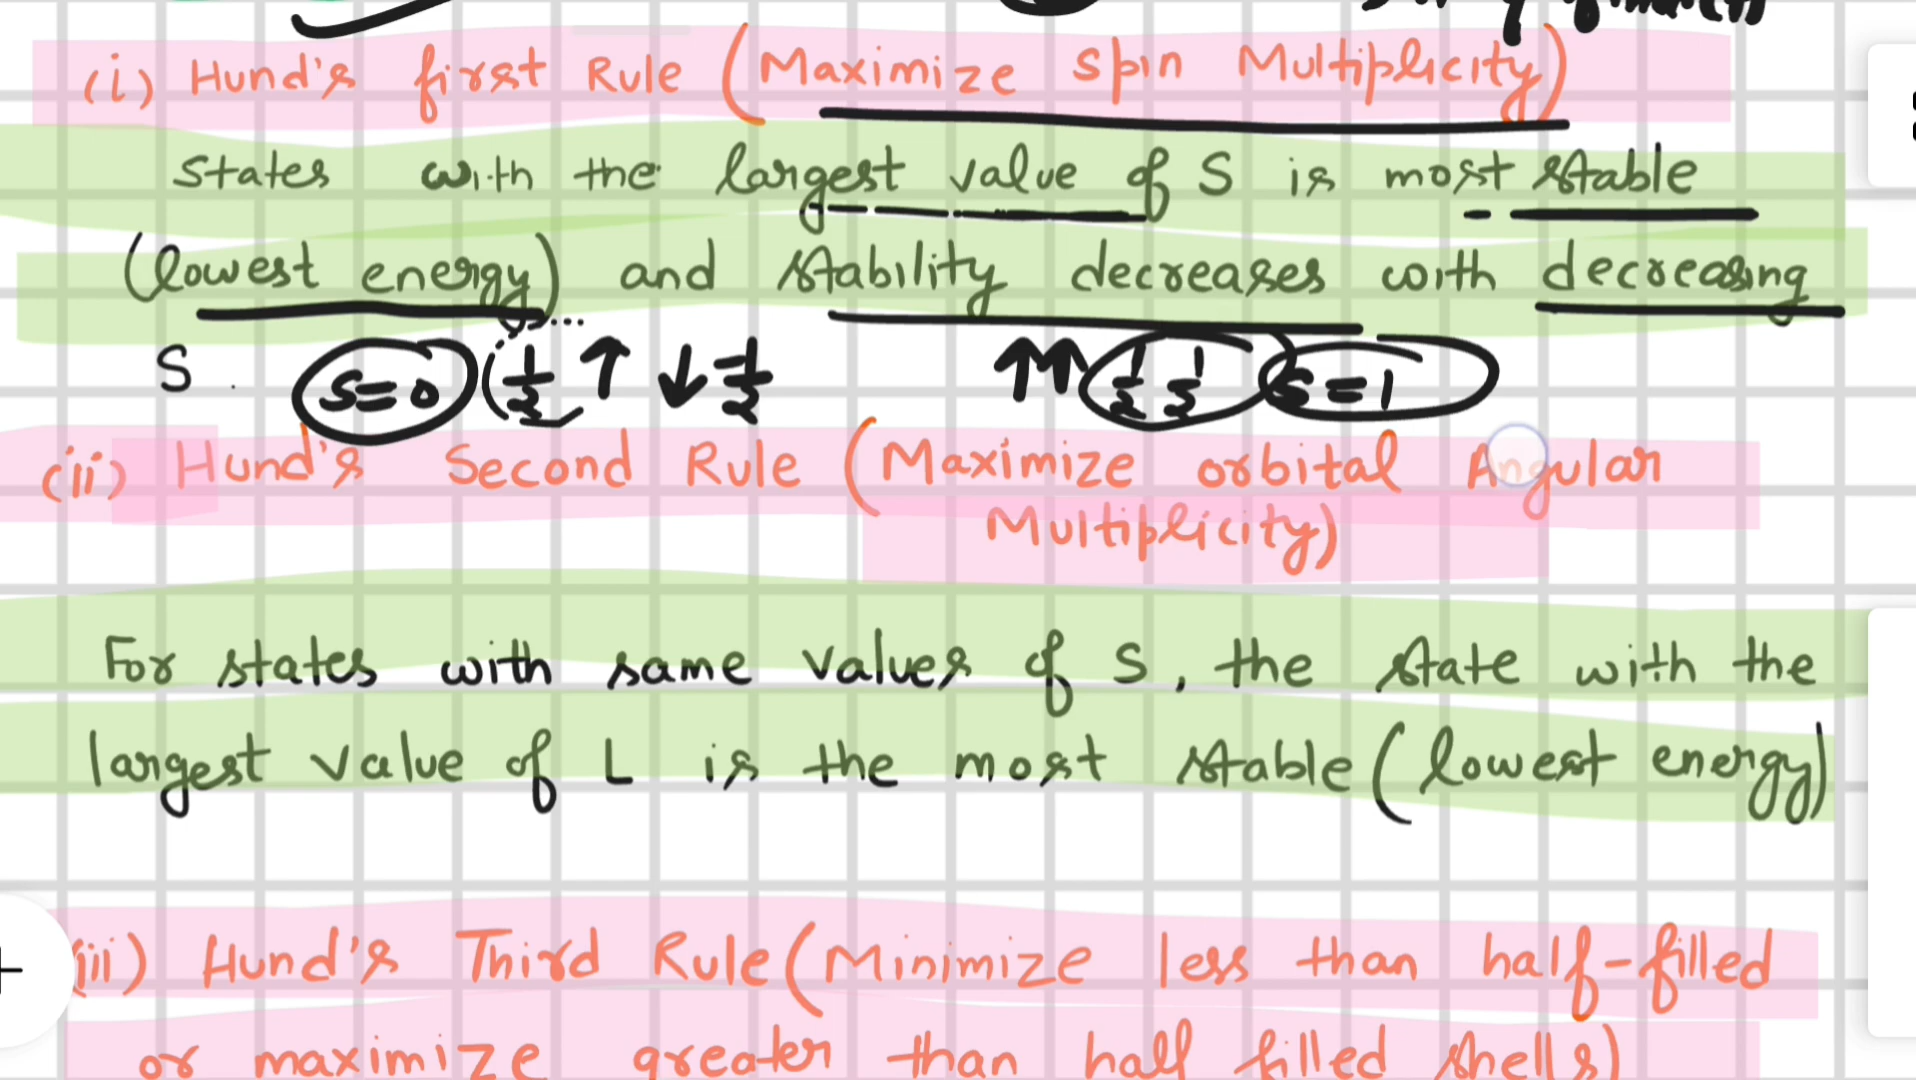 (i) Hund's first Rule (Maximize spin Multiplicity)
states with the largest value of S is most stable
(lowest energy) and stability decreases with decreasing
S. S=0 (1/2 ↑ ↓ 1/2 ↑↑ 1/2 1/2 S=1
(ii) Hund's Second Rule (Maximize orbital Angular
Multiplicity)
For states with same values of S, the state with the
largest value of L is the most stable (lowest energy)
(iii) Hund's Third Rule (Minimize less than half-filled
or maximize greater than half filled shells)